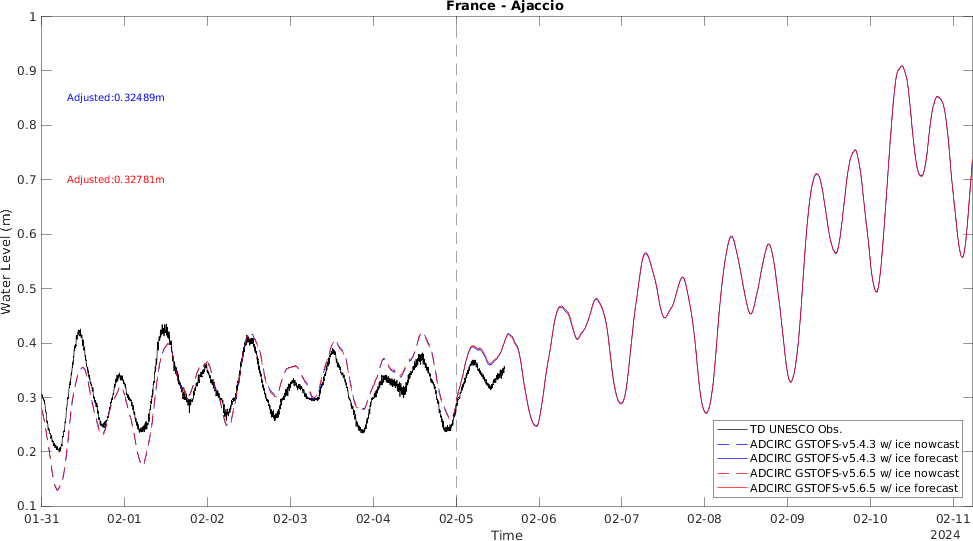 France - Ajaccio
1
0.9
0.8
0.7
0.6
0.5
0.4
0.3
0.2
0.1
Water Level (m)
Adjusted:0.32489m
Adjusted:0.32781m
TD UNESCO Obs.
ADCIRC GSTOFS-v5.4.3 w/ ice nowcast
ADCIRC GSTOFS-v5.4.3 w/ ice forecast
ADCIRC GSTOFS-v5.6.5 w/ ice nowcast
ADCIRC GSTOFS-v5.6.5 w/ ice forecast
01-31 02-01 02-02 02-03 02-04 02-05 02-06 02-07 02-08 02-09 02-10 02-11
Time
2024